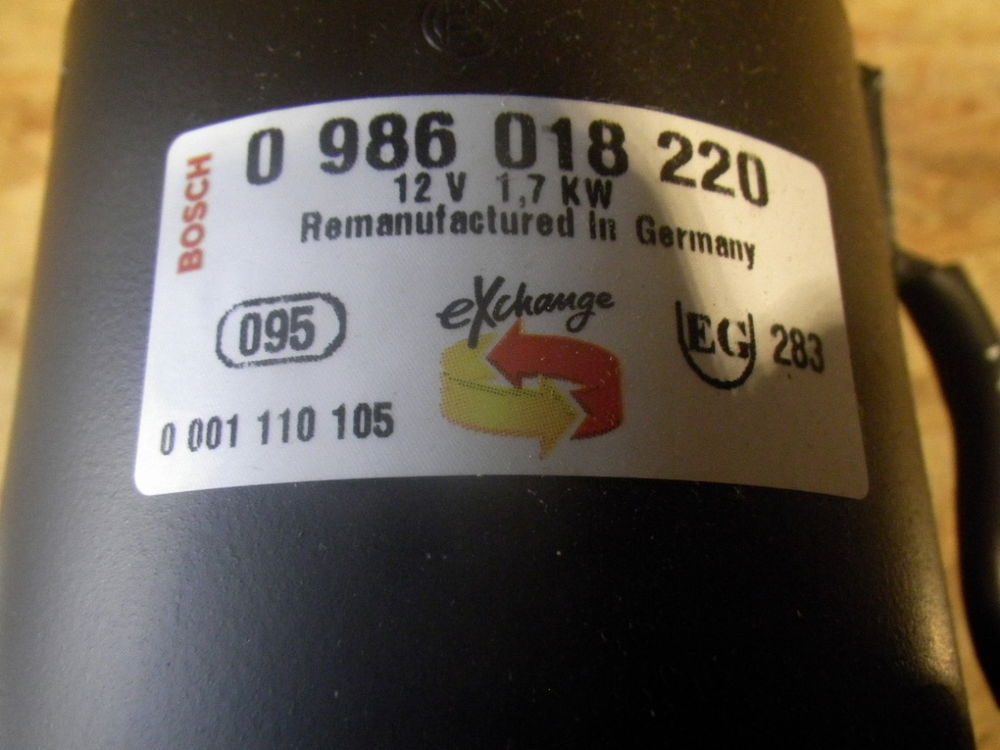 BOSCH
0 986 018 220
12 V 1,7 KW
Remanufactured in Germany
eXchange
095
EG 283
0 001 110 105